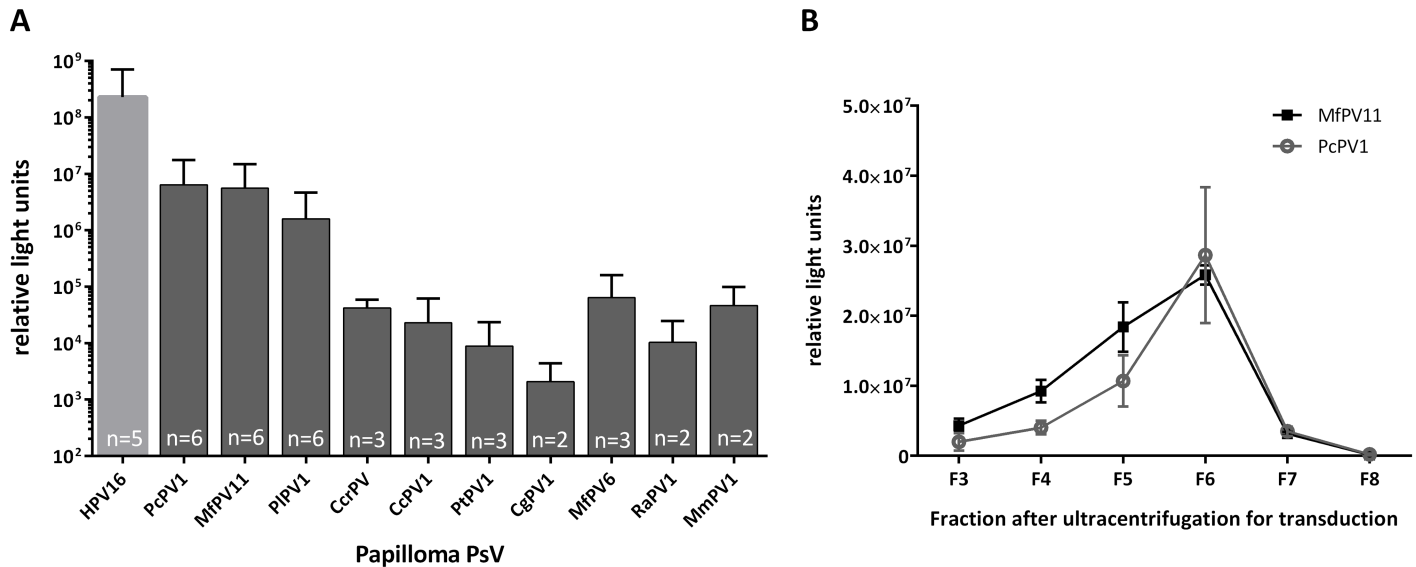 A
relative light units
10⁹
10⁸
10⁷
10⁶
10⁵
10⁴
10³
10²
n=5 n=6 n=6 n=6 n=3 n=3 n=3 n=2 n=3 n=2 n=2
HPV16 PcPV1 MfPV11 PlPV1 CcrPV CcPV1 PtPV1 CgPV1 MfPV6 RaPV1 MmPV1
Papilloma PsV
B
relative light units
5.0×10⁷
4.0×10⁷
3.0×10⁷
2.0×10⁷
1.0×10⁷
0
MfPV11
PcPV1
F3 F4 F5 F6 F7 F8
Fraction after ultracentrifugation for transduction